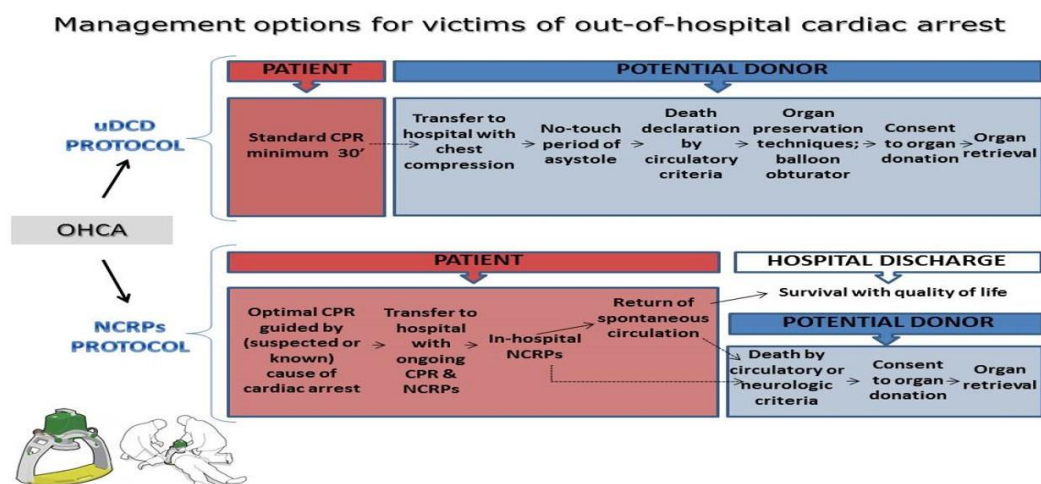 Management options for victims of out-of-hospital cardiac arrest
PATIENT
POTENTIAL DONOR
uDCD
PROTOCOL
Standard CPR
minimum 30'
Transfer to
hospital with
chest
compression
No-touch
period of
asystole
Death
declaration
by
circulatory
criteria
Organ
preservation
techniques;
balloon
obturator
Consent
to organ
donation
Organ
retrieval
OHCA
PATIENT
HOSPITAL DISCHARGE
Survival with quality of life
POTENTIAL DONOR
NCRPs
PROTOCOL
Optimal CPR
guided by
(suspected or
known)
cause of
cardiac arrest
Transfer to
hospital
with
ongoing
CPR &
NCRPs
In-hospital
NCRPs
Return of
spontaneous
circulation
Death by
circulatory or
neurologic
criteria
Consent
to organ
donation
Organ
retrieval